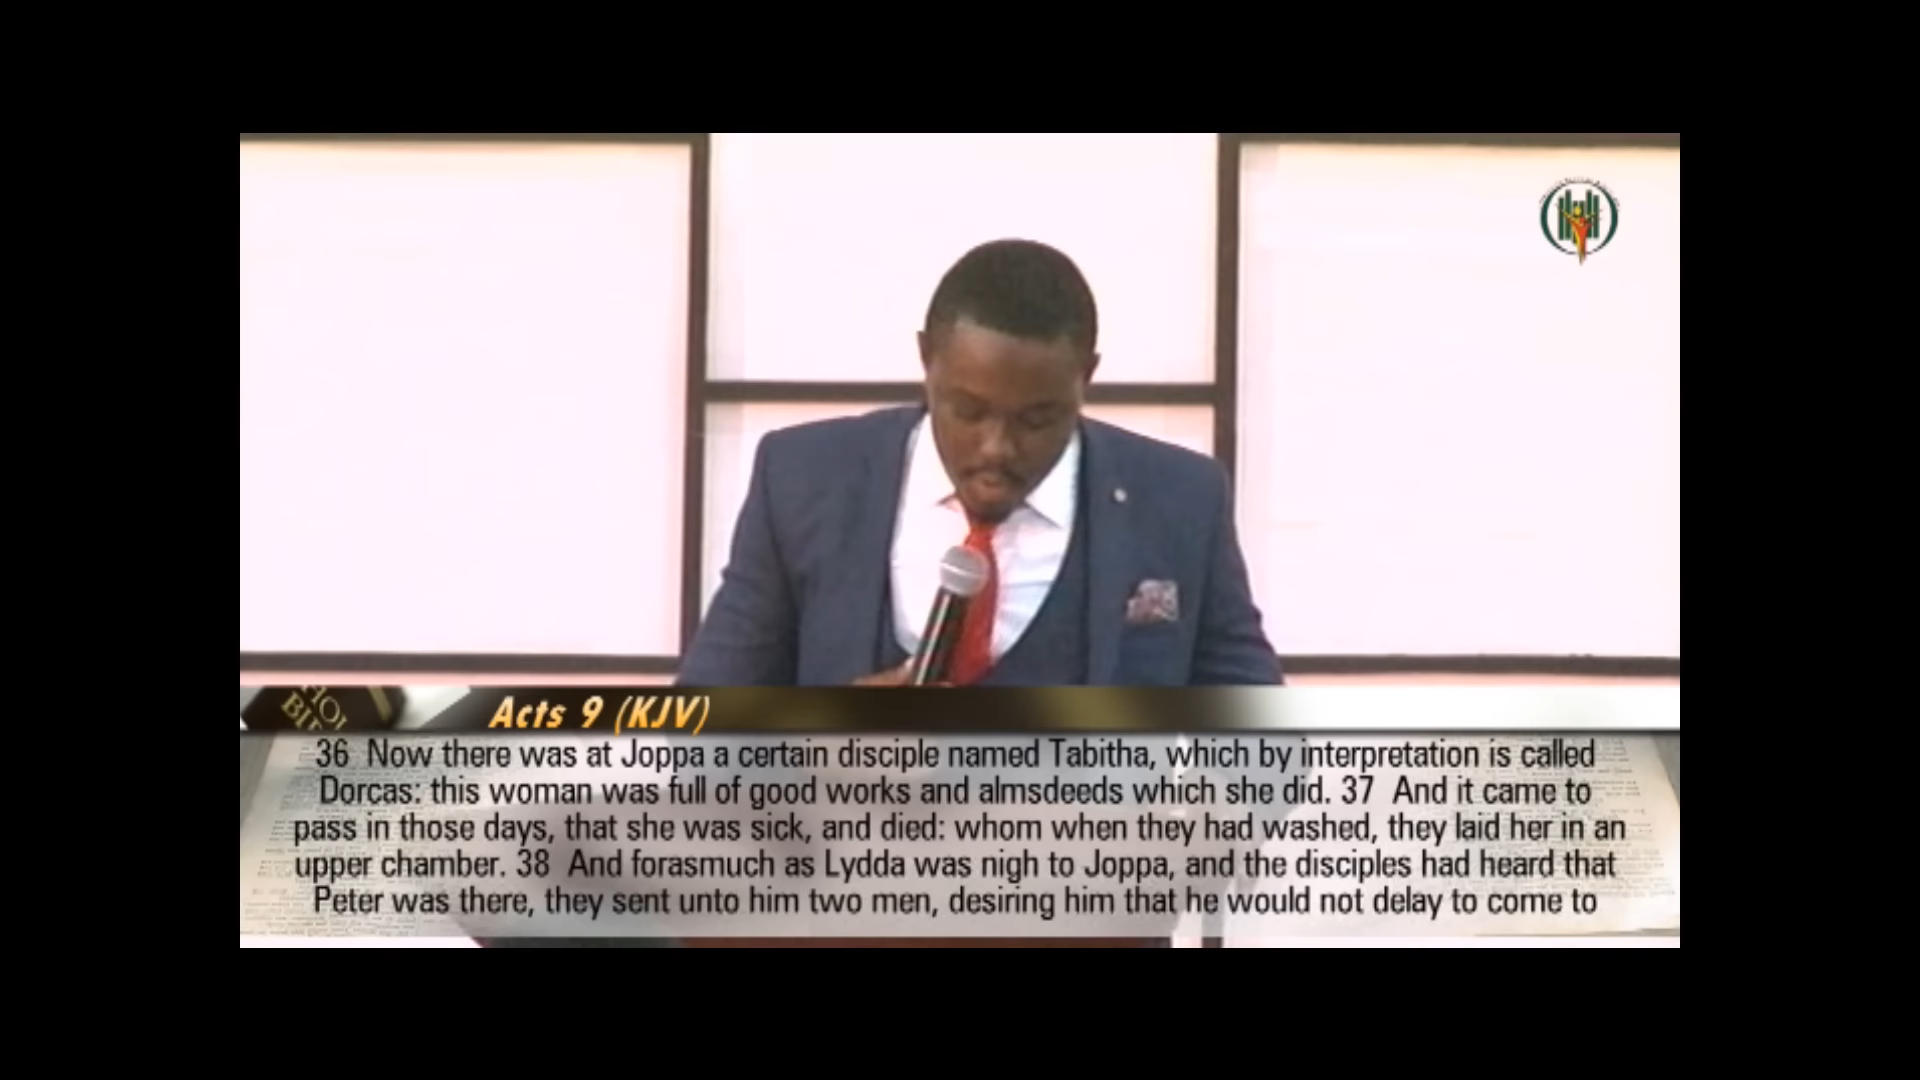 HOL
BIB
Acts 9 (KJV)
36 Now there was at Joppa a certain disciple named Tabitha, which by interpretation is called
Dorcas: this woman was full of good works and almsdeeds which she did. 37 And it came to
pass in those days, that she was sick, and died: whom when they had washed, they laid her in an
upper chamber. 38 And forasmuch as Lydda was nigh to Joppa, and the disciples had heard that
Peter was there, they sent unto him two men, desiring him that he would not delay to come to